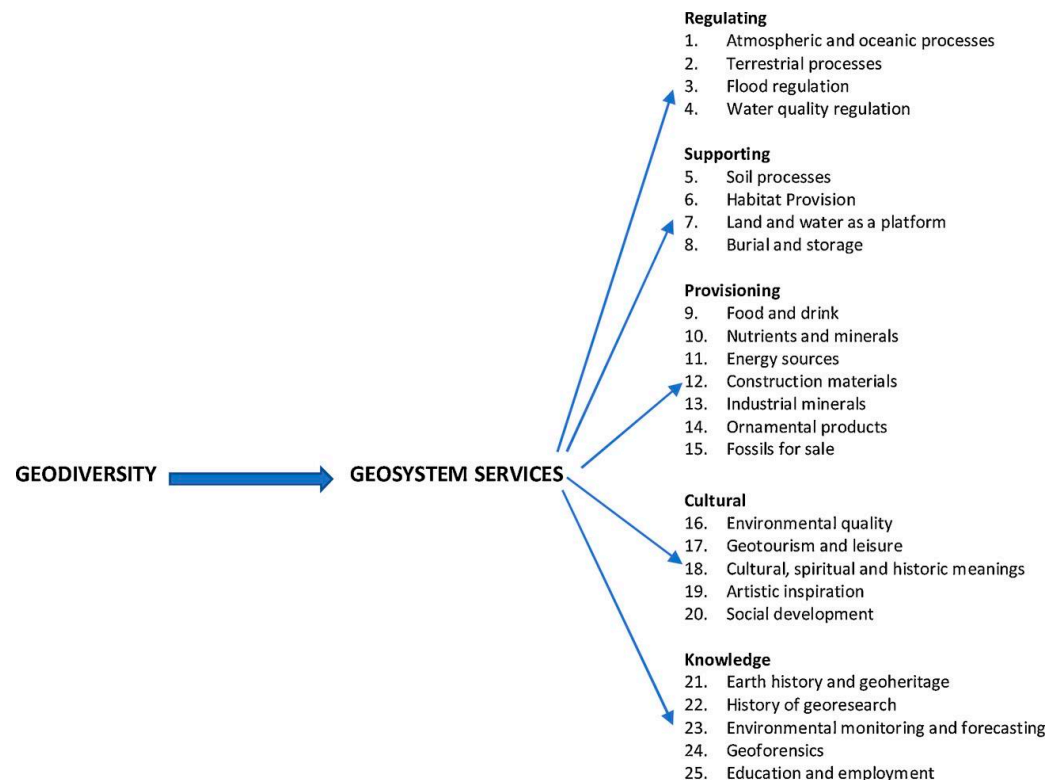 Regulating
1. Atmospheric and oceanic processes
2. Terrestrial processes
3. Flood regulation
4. Water quality regulation
Supporting
5. Soil processes
6. Habitat Provision
7. Land and water as a platform
8. Burial and storage
Provisioning
9. Food and drink
10. Nutrients and minerals
11. Energy sources
12. Construction materials
13. Industrial minerals
14. Ornamental products
15. Fossils for sale
GEODIVERSITY
GEOSYSTEM SERVICES
Cultural
16. Environmental quality
17. Geotourism and leisure
18. Cultural, spiritual and historic meanings
19. Artistic inspiration
20. Social development
Knowledge
21. Earth history and geoheritage
22. History of georesearch
23. Environmental monitoring and forecasting
24. Geoforensics
25. Education and employment